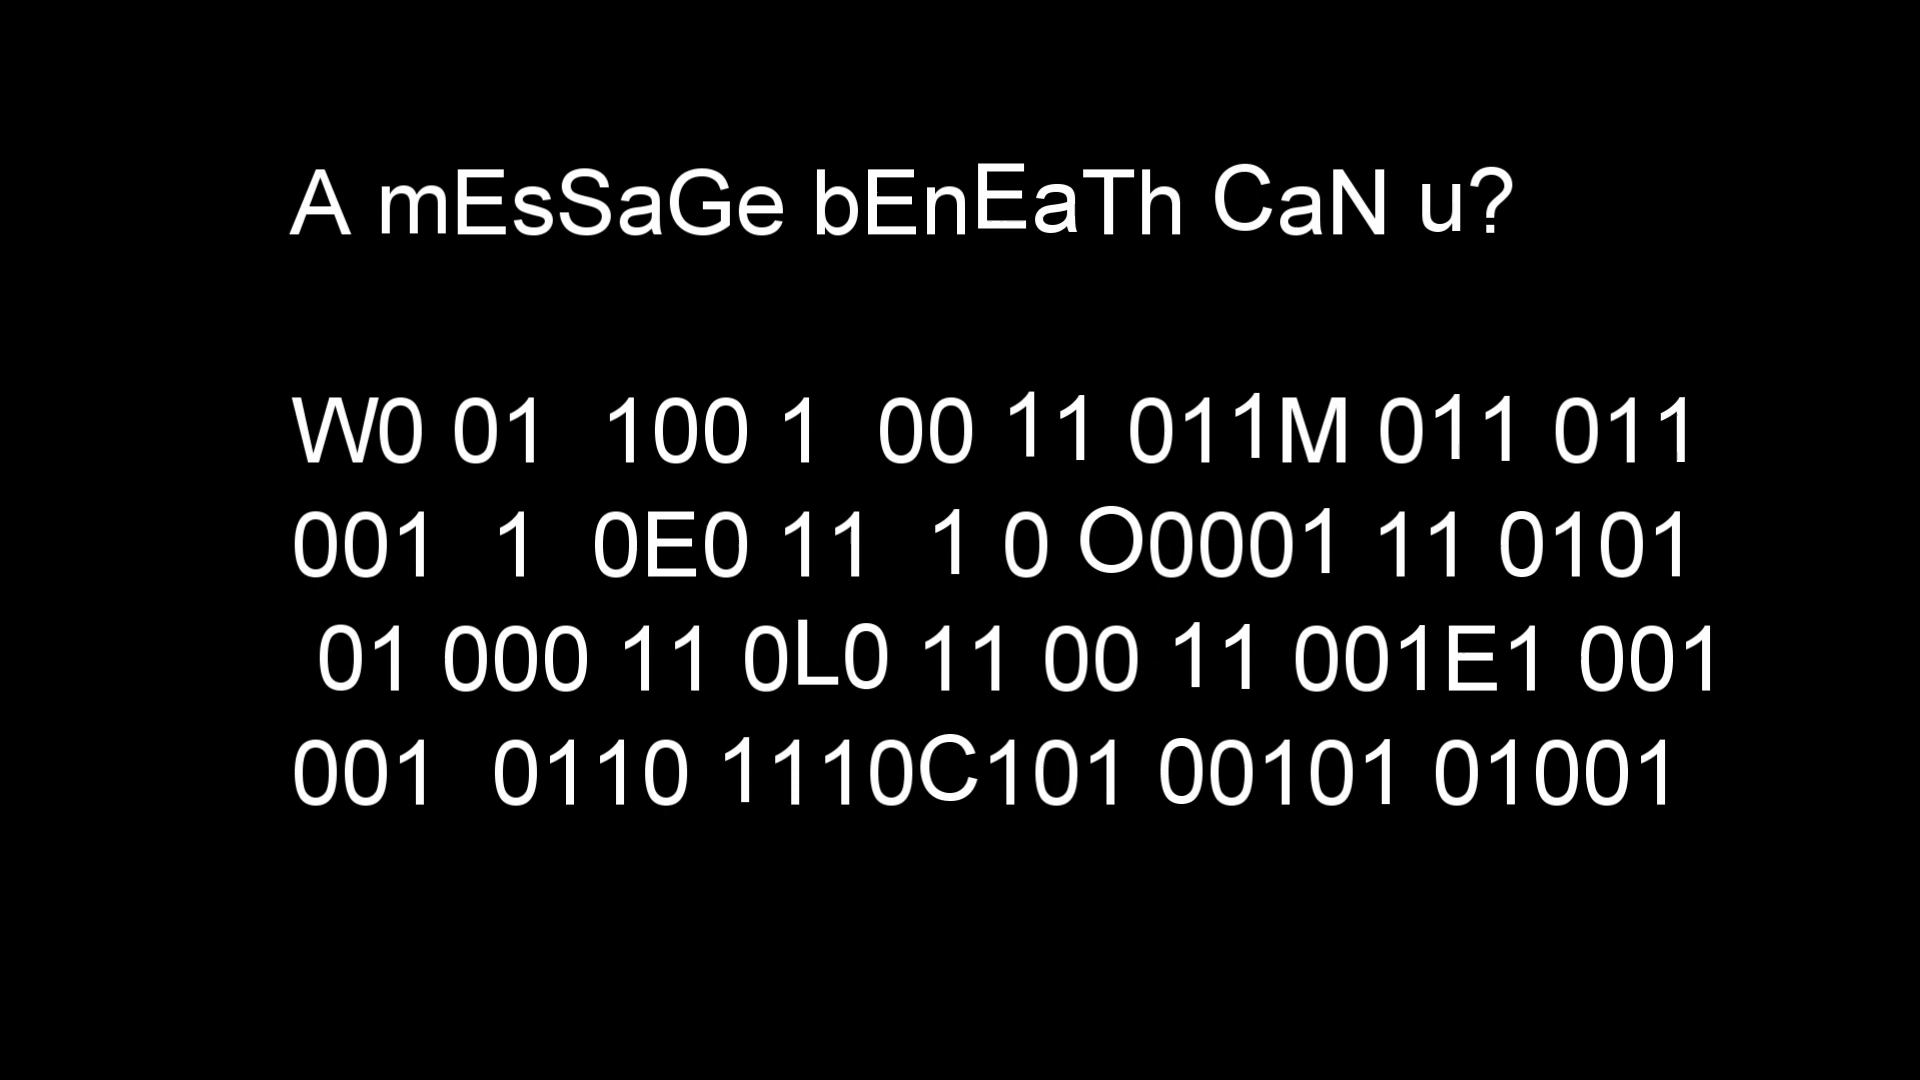 A mEsSaGe bEnEaTh CaN u?
W0 01  100 1  00 11 011M 011 011
001  1  0E0 11  1 0 O0001 11 0101
01 000 11 0L0 11 00 11 001E1 001
001  0110 1110C101 00101 01001